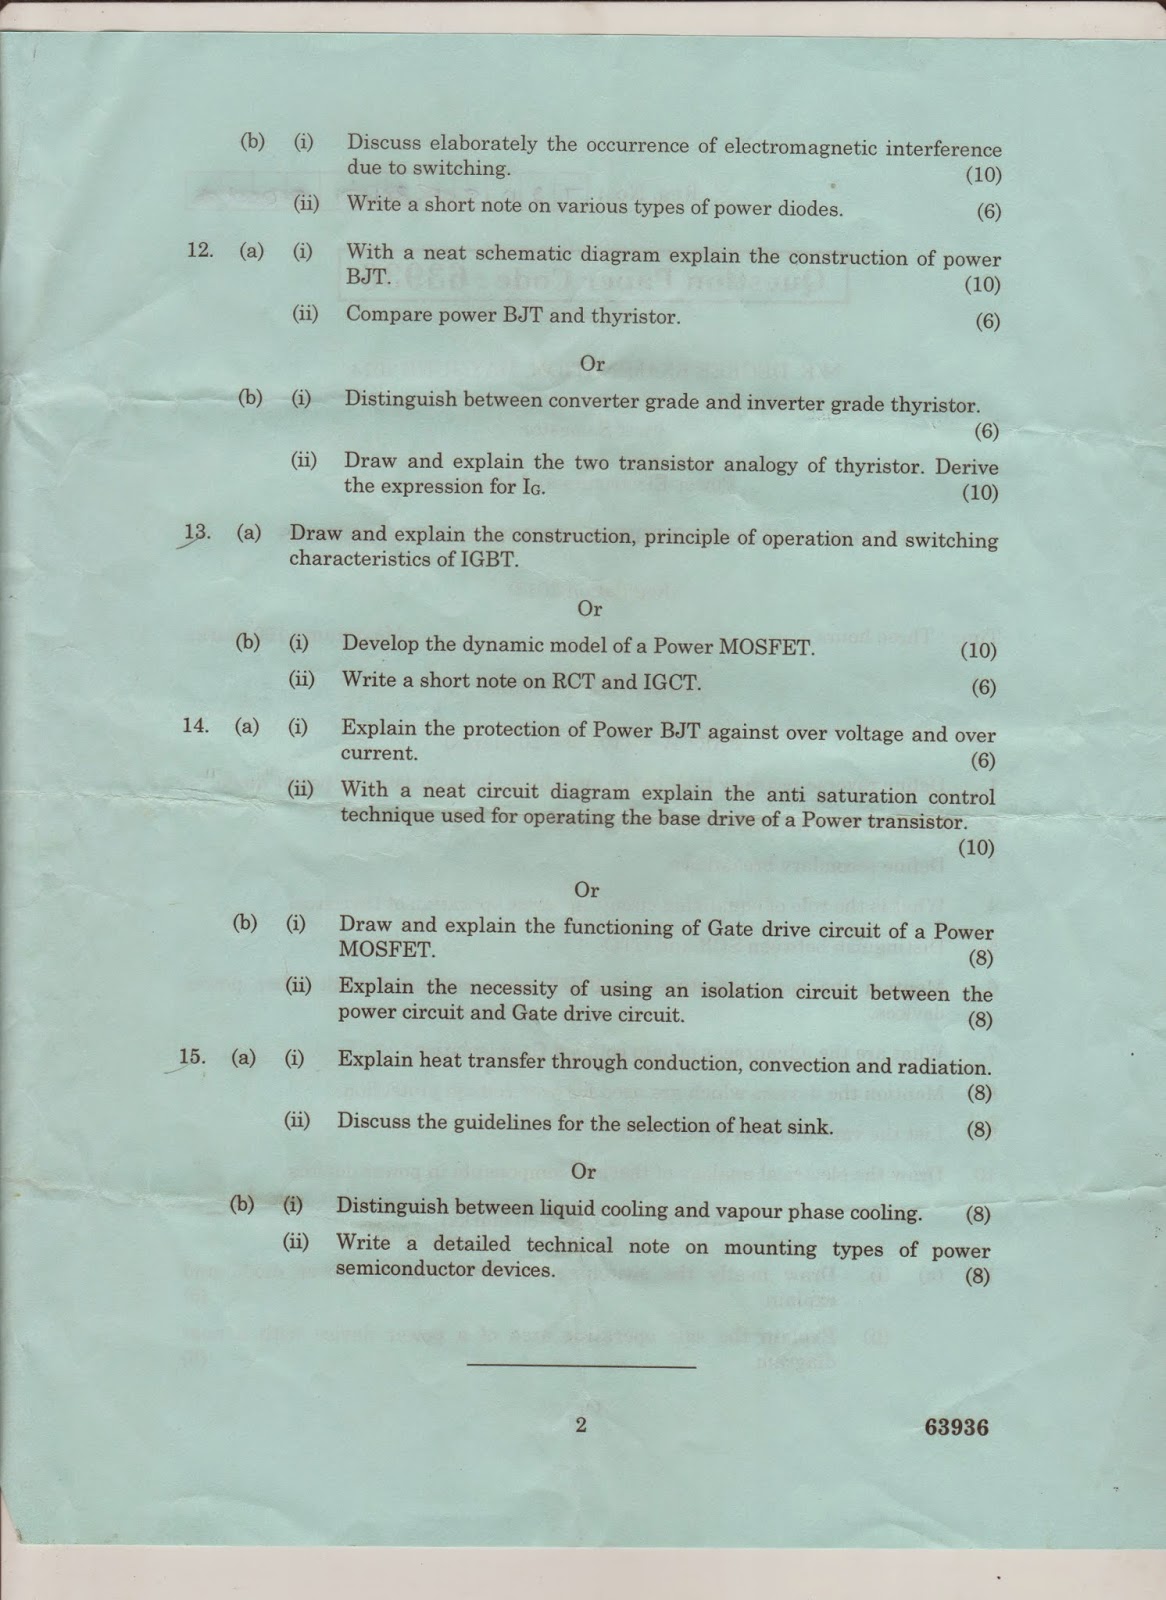 (b) (i) Discuss elaborately the occurrence of electromagnetic interference
due to switching. (10)
(ii) Write a short note on various types of power diodes. (6)
12. (a) (i) With a neat schematic diagram explain the construction of power
BJT. (10)
(ii) Compare power BJT and thyristor. (6)
Or
(b) (i) Distinguish between converter grade and inverter grade thyristor.
(6)
(ii) Draw and explain the two transistor analogy of thyristor. Derive
the expression for IG. (10)
13. (a) Draw and explain the construction, principle of operation and switching
characteristics of IGBT.
Or
(b) (i) Develop the dynamic model of a Power MOSFET. (10)
(ii) Write a short note on RCT and IGCT. (6)
14. (a) (i) Explain the protection of Power BJT against over voltage and over
current. (6)
(ii) With a neat circuit diagram explain the anti saturation control
technique used for operating the base drive of a Power transistor.
(10)
Or
(b) (i) Draw and explain the functioning of Gate drive circuit of a Power
MOSFET. (8)
(ii) Explain the necessity of using an isolation circuit between the
power circuit and Gate drive circuit. (8)
15. (a) (i) Explain heat transfer through conduction, convection and radiation.
(8)
(ii) Discuss the guidelines for the selection of heat sink. (8)
Or
(b) (i) Distinguish between liquid cooling and vapour phase cooling. (8)
(ii) Write a detailed technical note on mounting types of power
semiconductor devices. (8)
2 63936